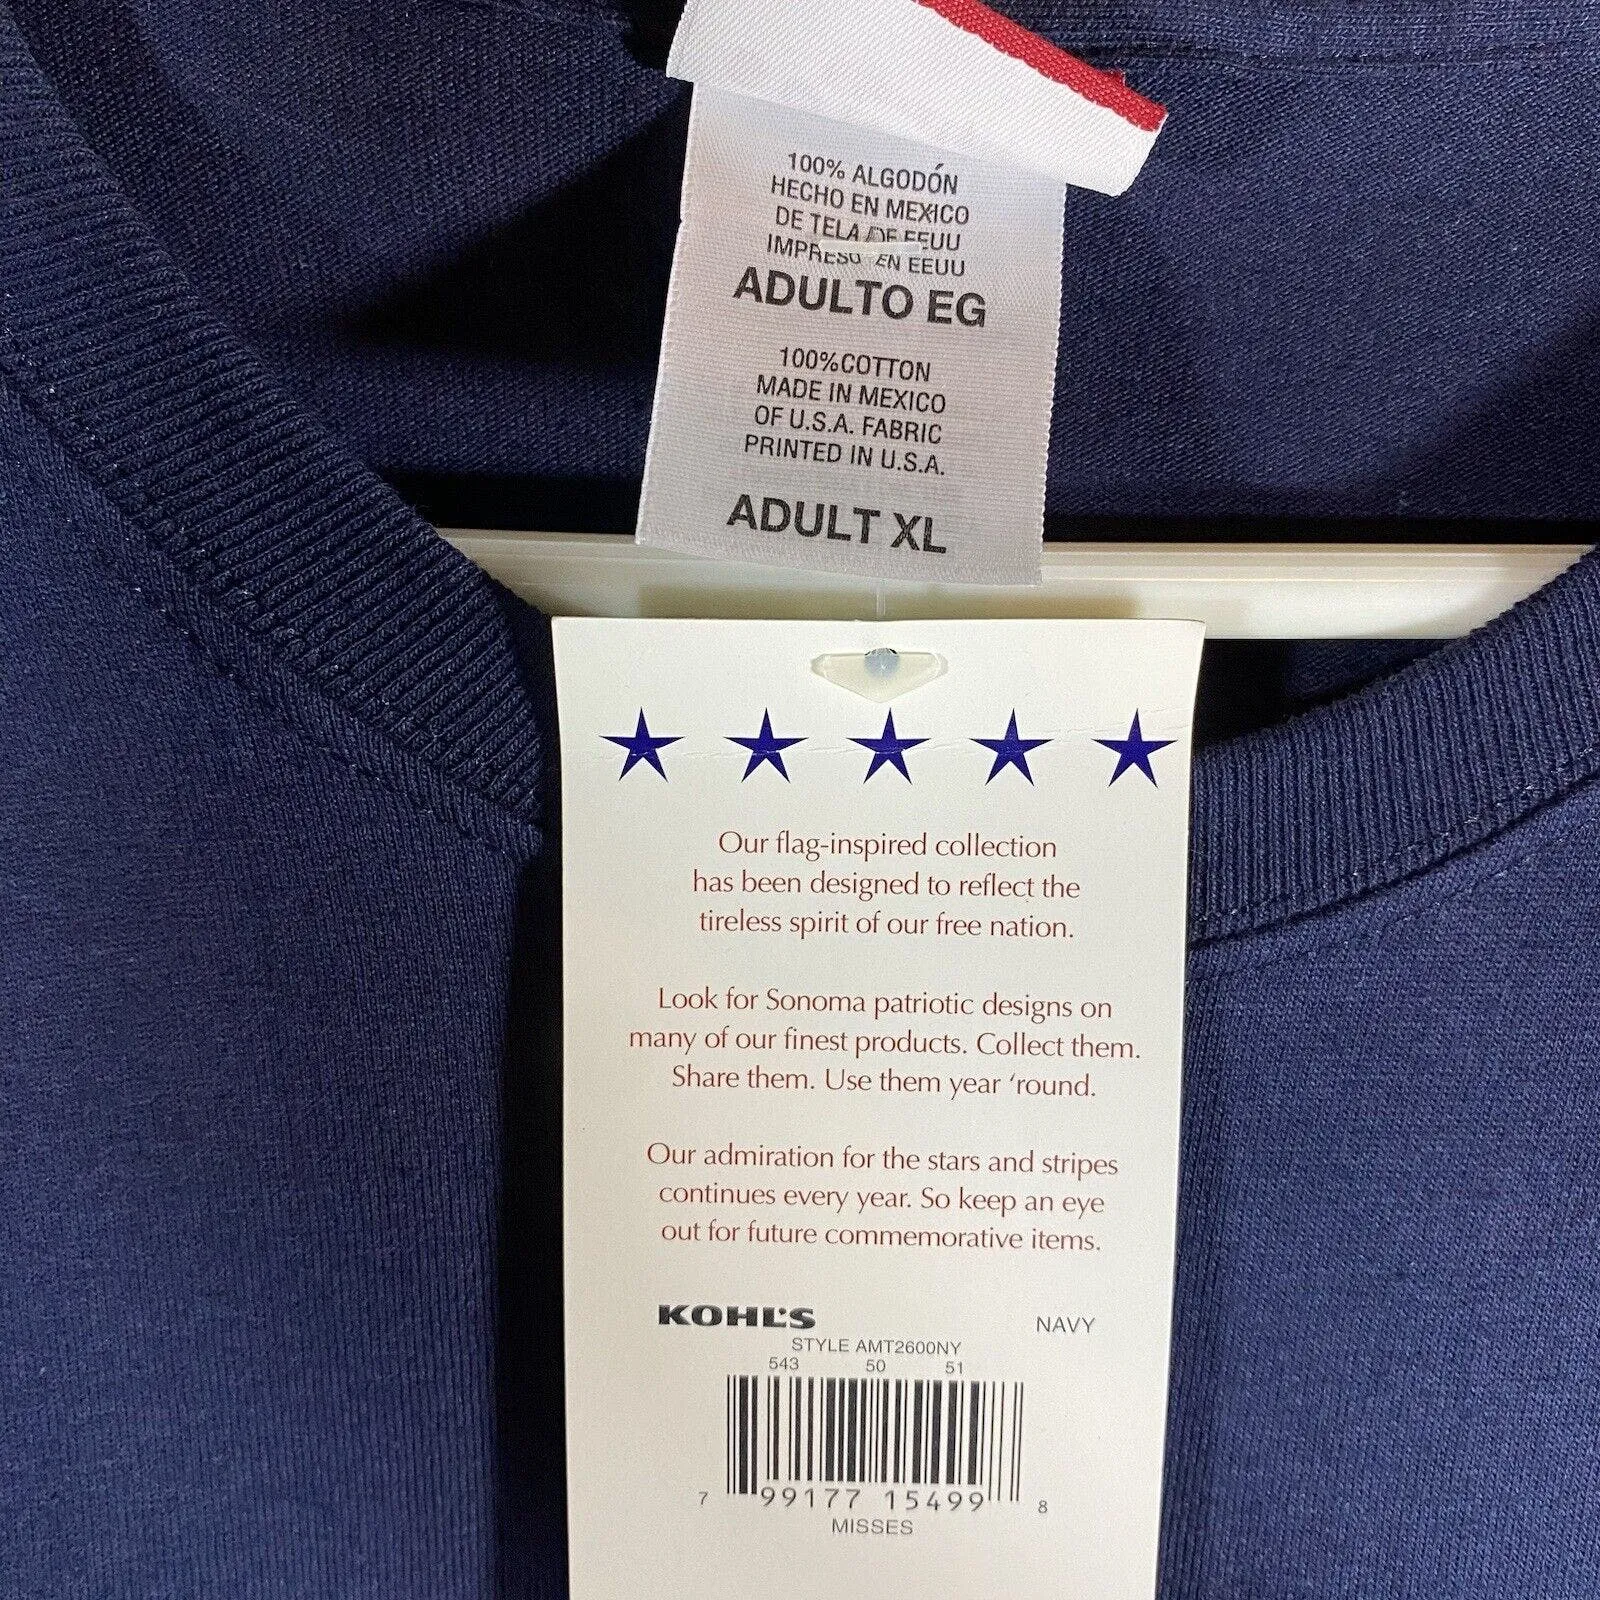 100% ALGODÓN
HECHO EN MEXICO
DE TELA DE EEUU
IMPRESO EN EEUU
ADULTO EG
100%COTTON
MADE IN MEXICO
OF U.S.A. FABRIC
PRINTED IN U.S.A.
ADULT XL
Our flag-inspired collection
has been designed to reflect the
tireless spirit of our free nation.
Look for Sonoma patriotic designs on
many of our finest products. Collect them.
Share them. Use them year ‘round.
Our admiration for the stars and stripes
continues every year. So keep an eye
out for future commemorative items.
KOHL'S NAVY
STYLE AMT2600NY
543 50 51
7 99177 15499 8
MISSES